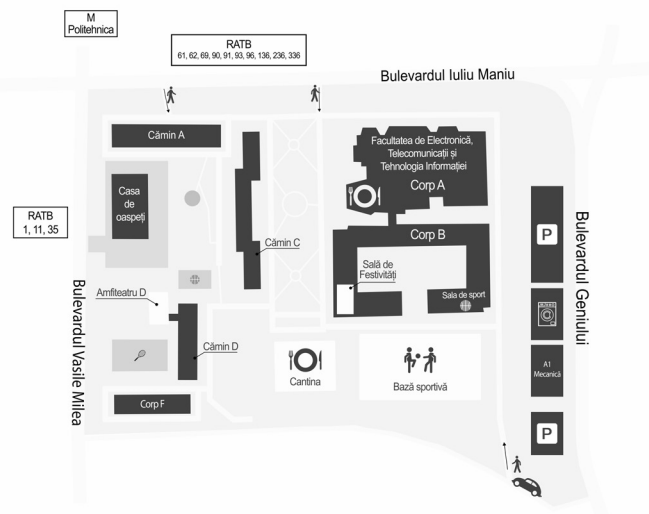 M
Politehnica
RATB
61, 62, 69, 90, 91, 93, 96, 136, 236, 336
Bulevardul Iuliu Maniu
Cămin A
Facultatea de Electronică,
Telecomunicații și
Tehnologia Informației
Corp A
Casa
de
oaspeți
RATB
1, 11, 35
Corp B
P
Bulevardul Geniului
Cămin C
Sală de
Festivități
Amfiteatru D
Sala de sport
Bulevardul Vasile Milea
Cămin D
A1
Mecanică
Cantina
Bază sportivă
Corp F
P